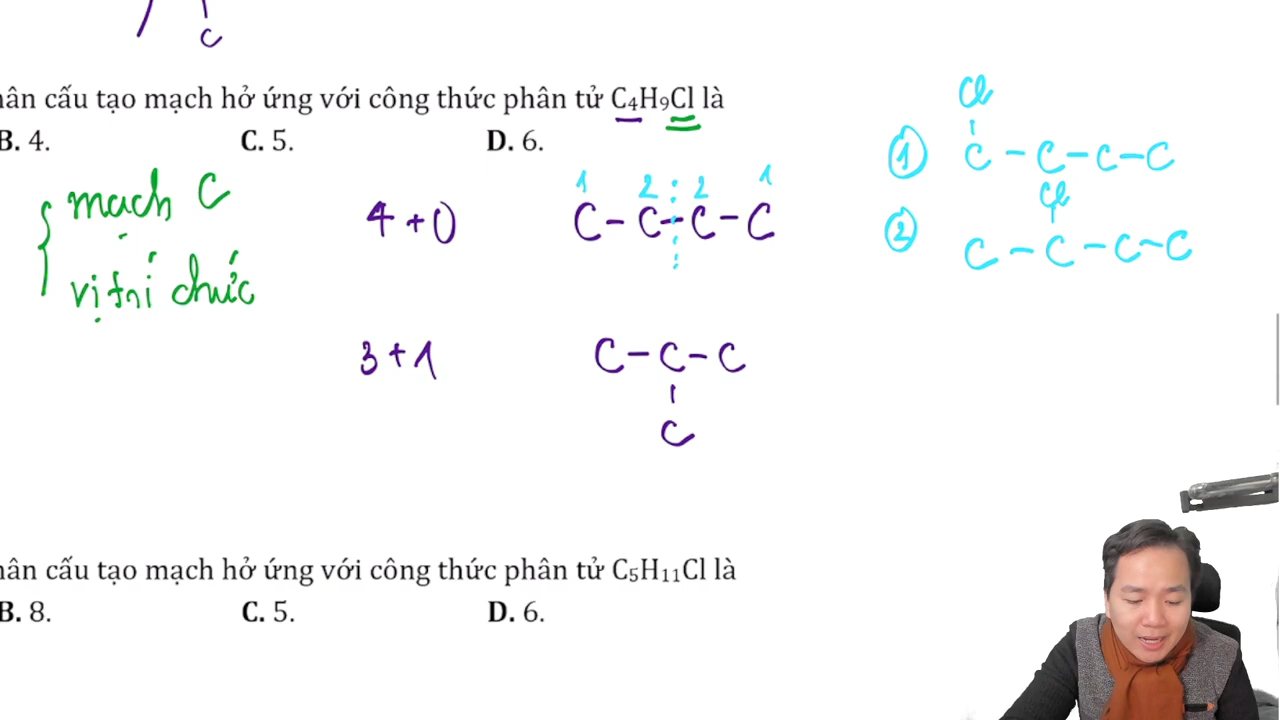 C
hân cấu tạo mạch hở ứng với công thức phân tử C₄H₉Cl là
B. 4. C. 5. D. 6.
mạch C
vị trí chức
4 + 0
1 2 2 1
C - C - C - C
3 + 1
C - C - C
C
Cl
① C - C - C - C
Cl
② C - C - C - C
hân cấu tạo mạch hở ứng với công thức phân tử C₅H₁₁Cl là
B. 8. C. 5. D. 6.